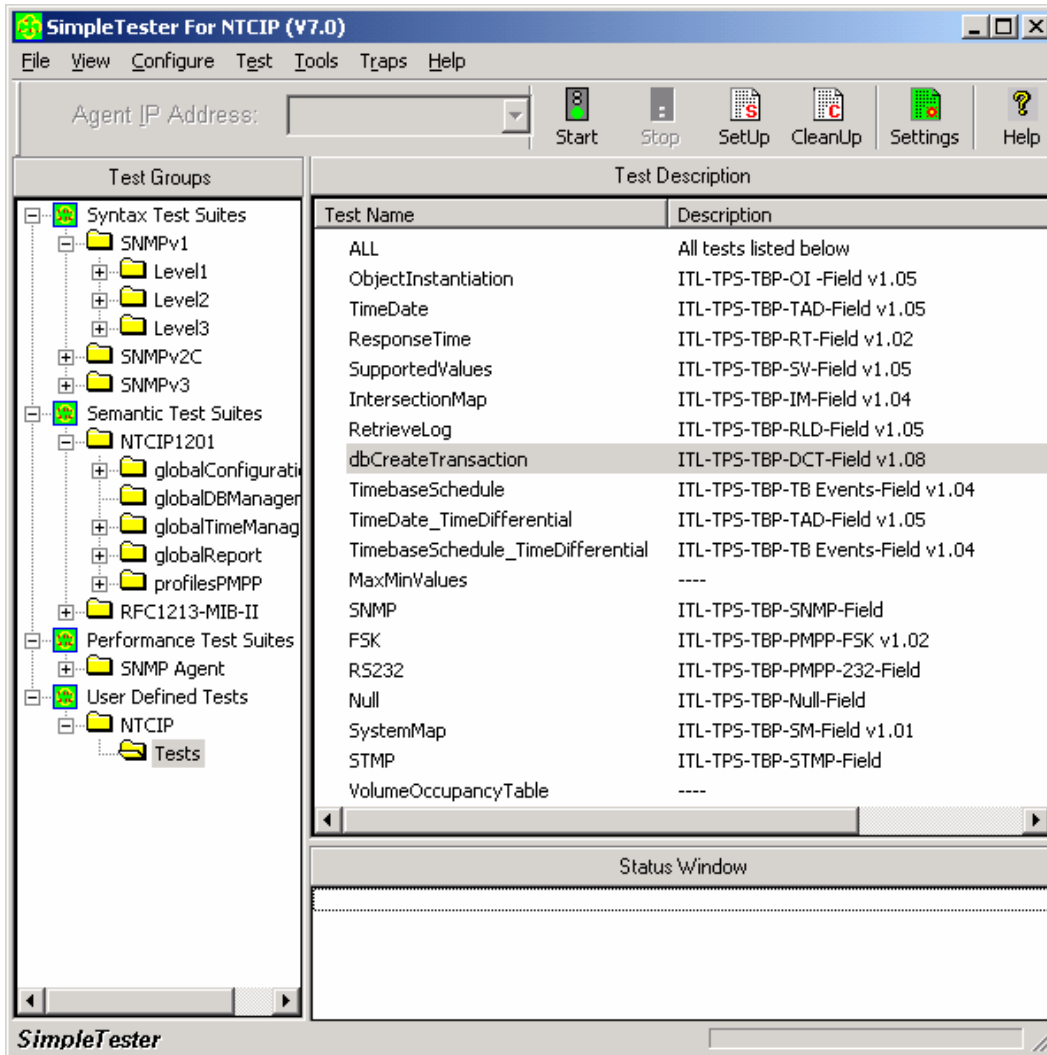 SimpleTester For NTCIP (V7.0)
File View Configure Test Tools Traps Help
Agent IP Address:
Start Stop SetUp CleanUp Settings Help
Test Groups
Syntax Test Suites
SNMPv1
Level1
Level2
Level3
SNMPv2C
SNMPv3
Semantic Test Suites
NTCIP1201
globalConfigurati
globalDBManager
globalTimeManag
globalReport
profilesPMPP
RFC1213-MIB-II
Performance Test Suites
SNMP Agent
User Defined Tests
NTCIP
Tests
Test Description
Test Name Description
ALL All tests listed below
ObjectInstantiation ITL-TPS-TBP-OI -Field v1.05
TimeDate ITL-TPS-TBP-TAD-Field v1.05
ResponseTime ITL-TPS-TBP-RT-Field v1.02
SupportedValues ITL-TPS-TBP-SV-Field v1.05
IntersectionMap ITL-TPS-TBP-IM-Field v1.04
RetrieveLog ITL-TPS-TBP-RLD-Field v1.05
dbCreateTransaction ITL-TPS-TBP-DCT-Field v1.08
TimebaseSchedule ITL-TPS-TBP-TB Events-Field v1.04
TimeDate_TimeDifferential ITL-TPS-TBP-TAD-Field v1.05
TimebaseSchedule_TimeDifferential ITL-TPS-TBP-TB Events-Field v1.04
MaxMinValues ----
SNMP ITL-TPS-TBP-SNMP-Field
FSK ITL-TPS-TBP-PMPP-FSK v1.02
RS232 ITL-TPS-TBP-PMPP-232-Field
Null ITL-TPS-TBP-Null-Field
SystemMap ITL-TPS-TBP-SM-Field v1.01
STMP ITL-TPS-TBP-STMP-Field
VolumeOccupancyTable ----
Status Window
SimpleTester